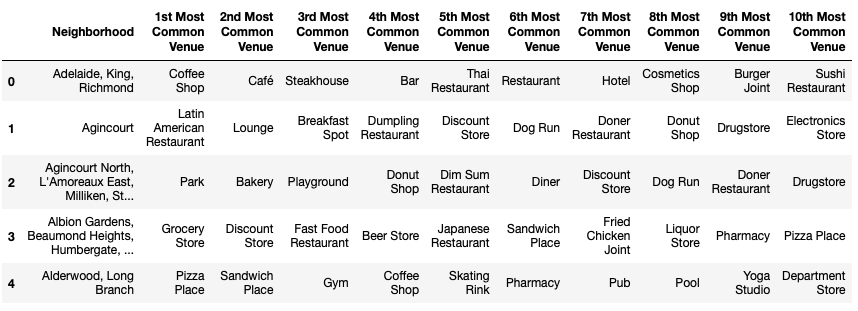 Neighborhood 1st Most Common Venue 2nd Most Common Venue 3rd Most Common Venue 4th Most Common Venue 5th Most Common Venue 6th Most Common Venue 7th Most Common Venue 8th Most Common Venue 9th Most Common Venue 10th Most Common Venue
0 Adelaide, King, Richmond Coffee Shop Café Steakhouse Bar Thai Restaurant Restaurant Hotel Cosmetics Shop Burger Joint Sushi Restaurant
1 Agincourt Latin American Restaurant Lounge Breakfast Spot Dumpling Restaurant Discount Store Dog Run Doner Restaurant Donut Shop Drugstore Electronics Store
2 Agincourt North, L'Amoreaux East, Milliken, St... Park Bakery Playground Donut Shop Dim Sum Restaurant Diner Discount Store Dog Run Doner Restaurant Drugstore
3 Albion Gardens, Beaumond Heights, Humbergate, ... Grocery Store Discount Store Fast Food Restaurant Beer Store Japanese Restaurant Sandwich Place Fried Chicken Joint Liquor Store Pharmacy Pizza Place
4 Alderwood, Long Branch Pizza Place Sandwich Place Gym Coffee Shop Skating Rink Pharmacy Pub Pool Yoga Studio Department Store